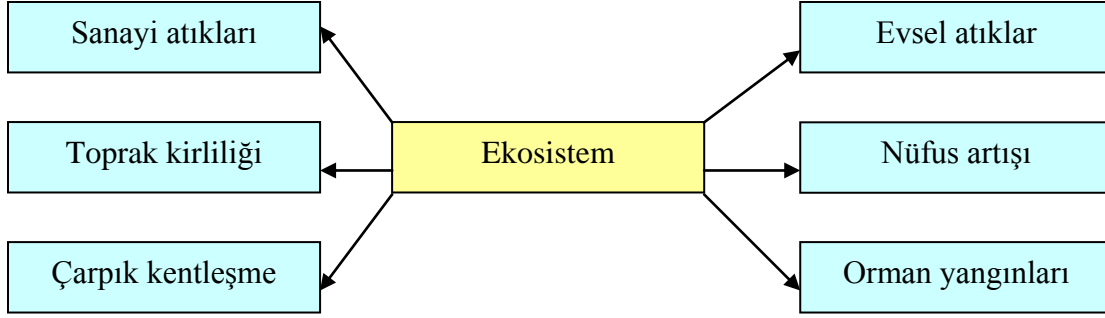 Sanayi atıkları
Evsel atıklar
Toprak kirliliği
Ekosistem
Nüfus artışı
Çarpık kentleşme
Orman yangınları